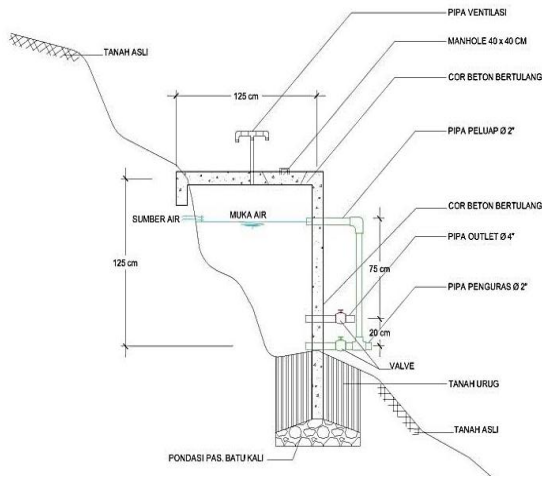 PIPA VENTILASI
MANHOLE 40 x 40 CM
TANAH ASLI
COR BETON BERTULANG
125 cm
PIPA PELUAP Ø 2"
COR BETON BERTULANG
SUMBER AIR
MUKA AIR
PIPA OUTLET Ø 4"
125 cm
75 cm
PIPA PENGURAS Ø 2"
20 cm
VALVE
TANAH URUG
TANAH ASLI
PONDASI PAS. BATU KALI